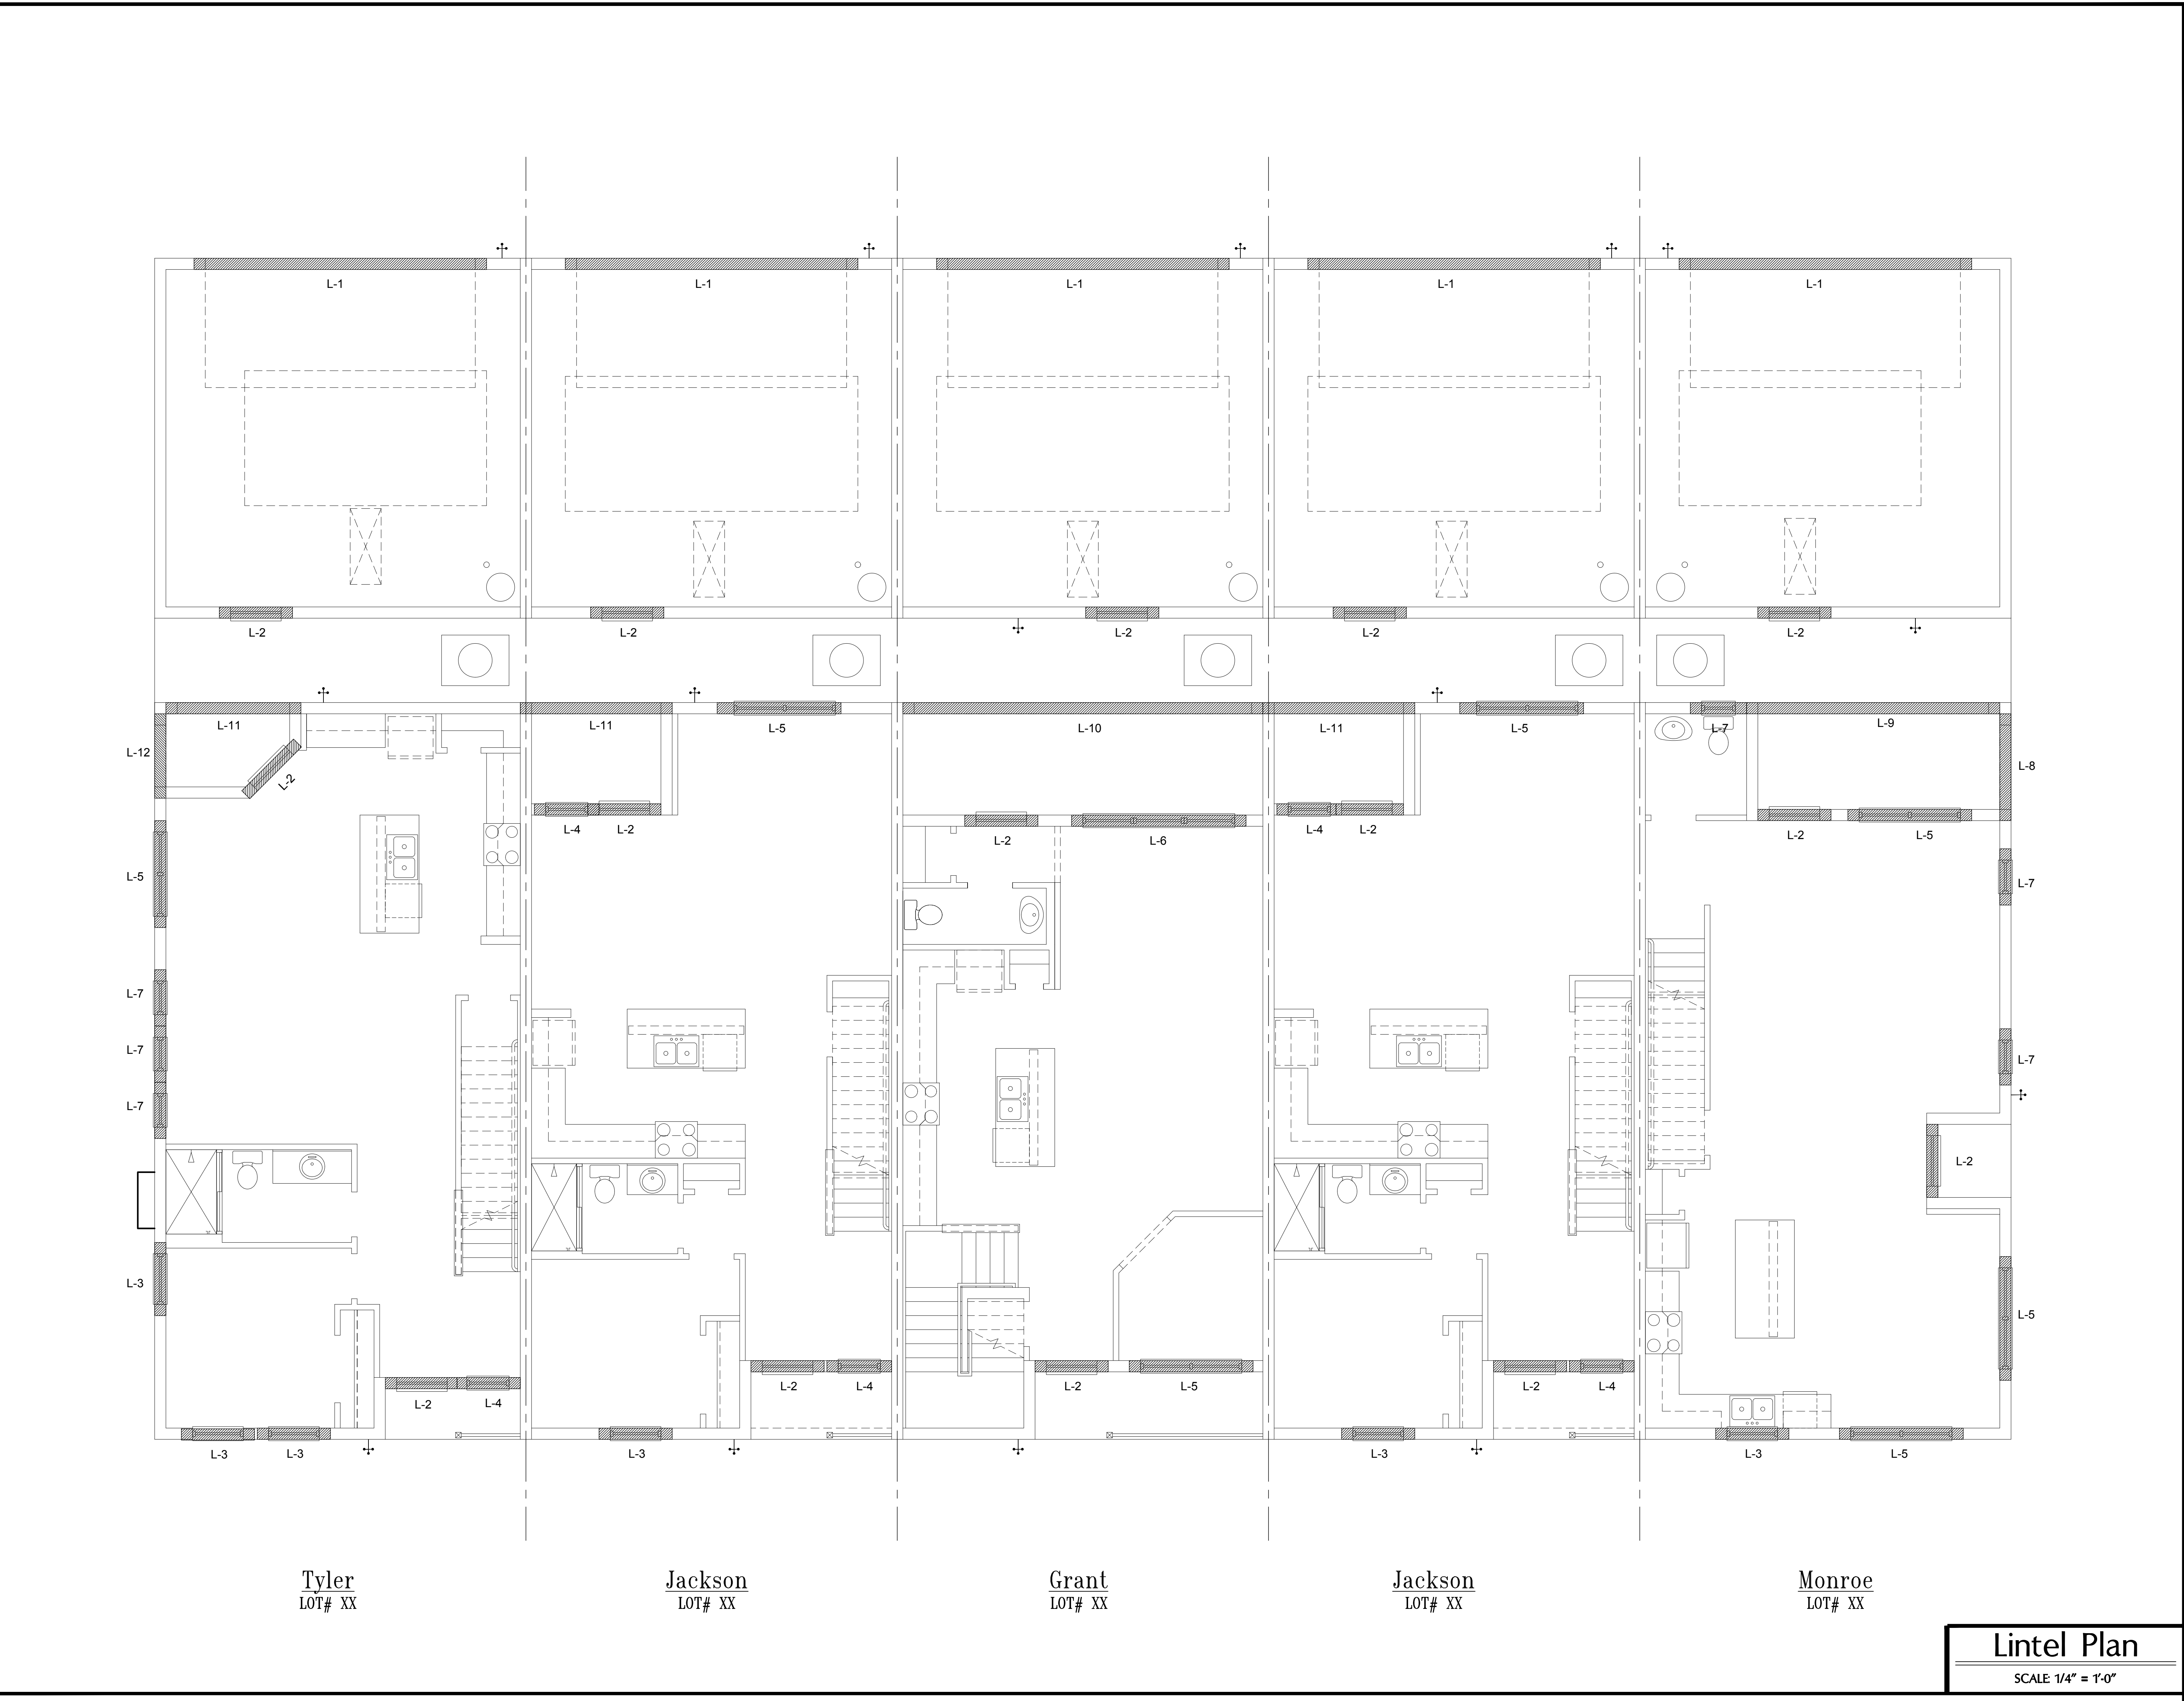 L-1 L-1 L-1 L-1 L-1
L-2 L-2 L-2 L-2 L-2
L-11 L-11 L-5 L-10 L-11 L-5 L-7 L-9
L-12 L-2 L-8
L-4 L-2 L-2 L-6 L-4 L-2 L-2 L-5
L-5 L-7
L-7
L-7 L-7
L-7
L-2
L-3 L-5
L-2 L-4 L-2 L-4 L-2 L-5 L-2 L-4
L-3 L-3 L-3 L-3 L-3 L-5
Tyler Jackson Grant Jackson Monroe
LOT# XX LOT# XX LOT# XX LOT# XX LOT# XX
Lintel Plan
SCALE: 1/4" = 1'-0"